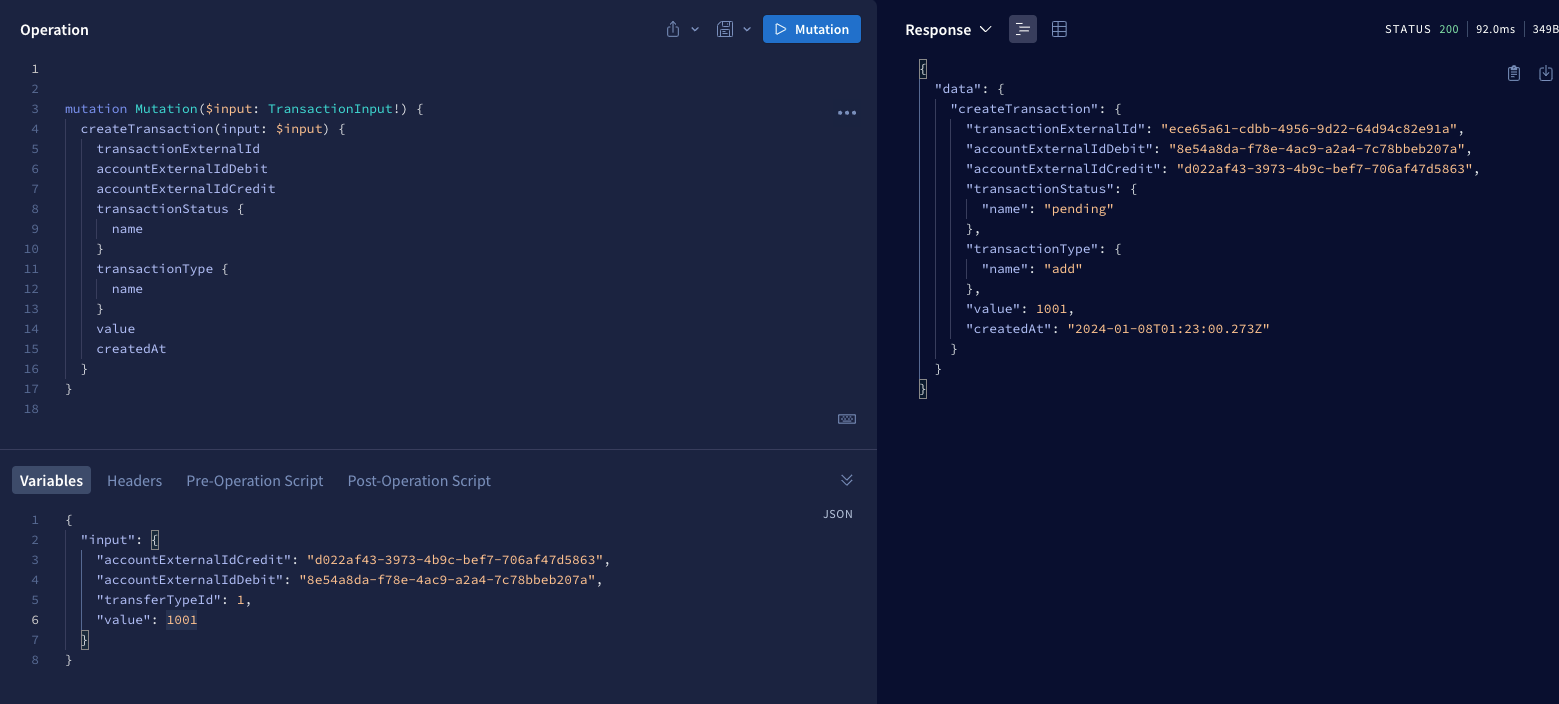 Operation
Mutation
1
2
3 mutation Mutation($input: TransactionInput!) {
4 createTransaction(input: $input) {
5 transactionExternalId
6 accountExternalIdDebit
7 accountExternalIdCredit
8 transactionStatus {
9 name
10 }
11 transactionType {
12 name
13 }
14 value
15 createdAt
16 }
17 }
18
Variables Headers Pre-Operation Script Post-Operation Script
JSON
1 {
2 "input": {
3 "accountExternalIdCredit": "d022af43-3973-4b9c-bef7-706af47d5863",
4 "accountExternalIdDebit": "8e54a8da-f78e-4ac9-a2a4-7c78bbeb207a",
5 "transferTypeId": 1,
6 "value": 1001
7 }
8 }
Response STATUS 200 92.0ms 349B
{
"data": {
"createTransaction": {
"transactionExternalId": "ece65a61-cdbb-4956-9d22-64d94c82e91a",
"accountExternalIdDebit": "8e54a8da-f78e-4ac9-a2a4-7c78bbeb207a",
"accountExternalIdCredit": "d022af43-3973-4b9c-bef7-706af47d5863",
"transactionStatus": {
"name": "pending"
},
"transactionType": {
"name": "add"
},
"value": 1001,
"createdAt": "2024-01-08T01:23:00.273Z"
}
}
}